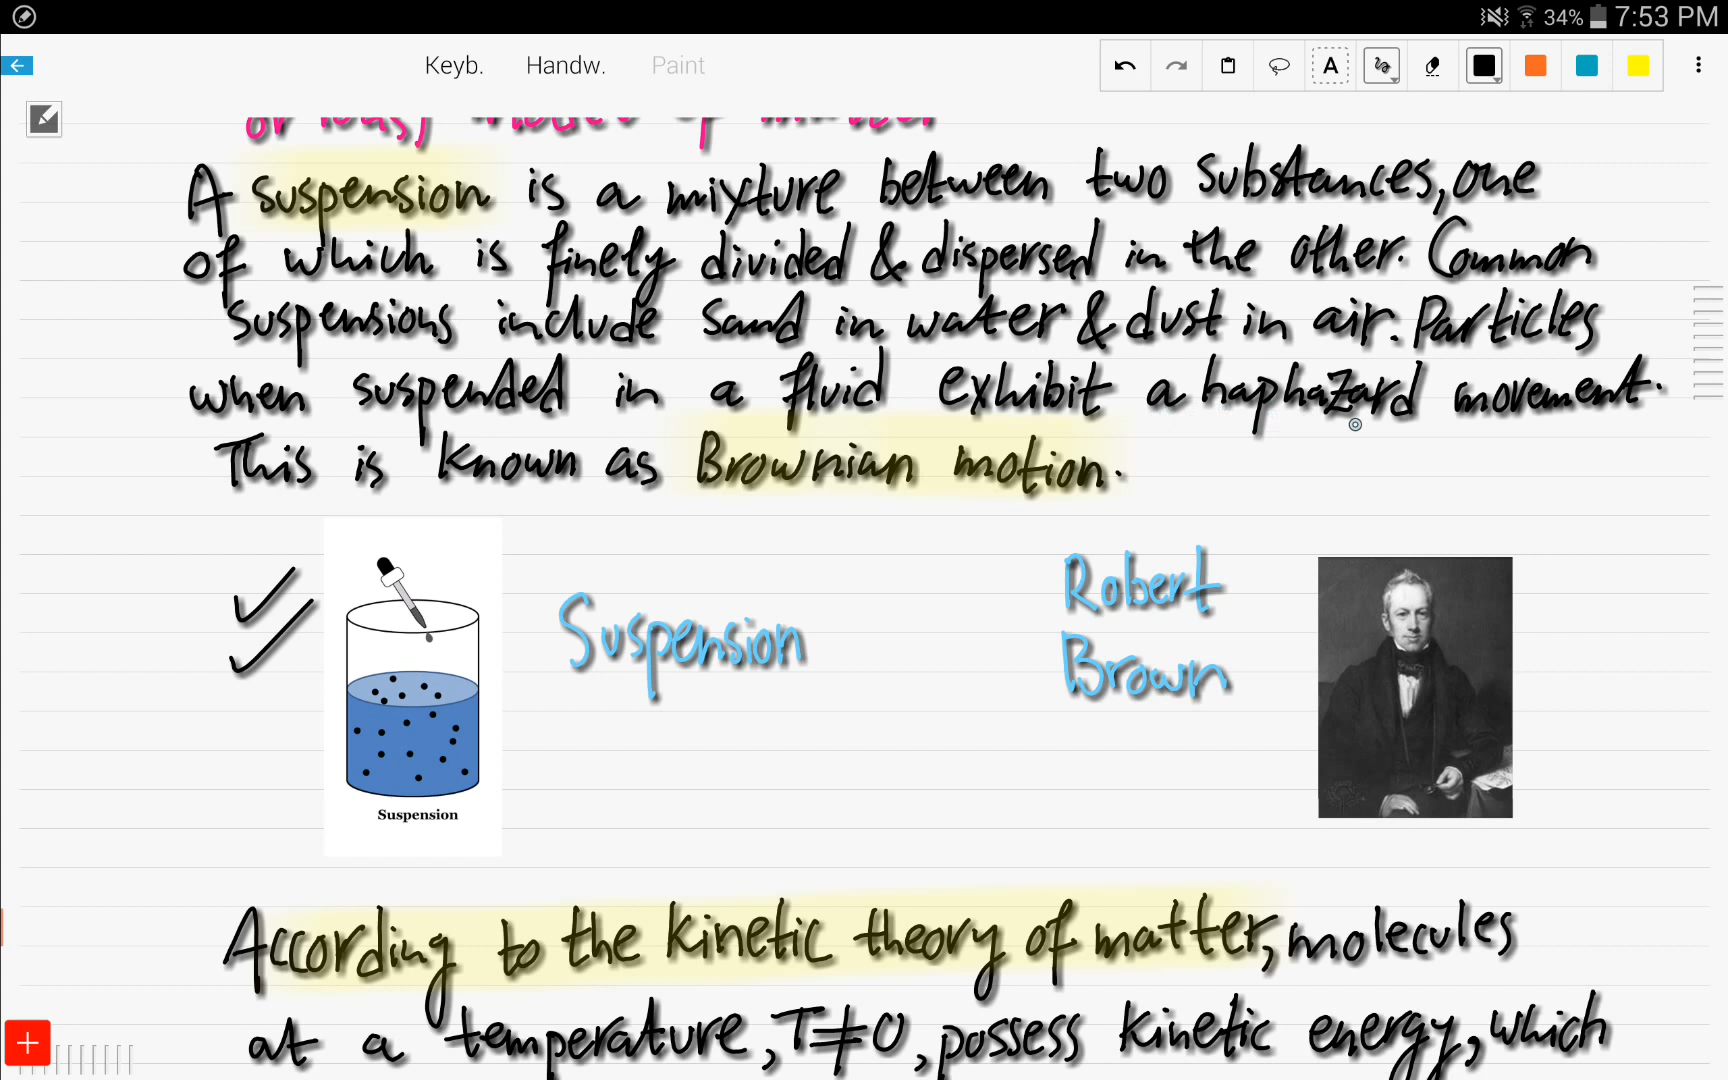 34% 7:53 PM
Keyb. Handw. Paint
A
of matter
A suspension is a mixture between two substances, one
of which is finely divided & dispersed in the other. Common
suspensions include sand in water & dust in air. Particles
when suspended in a fluid exhibit a haphazard movement.
This is known as Brownian motion.
Suspension
Robert
Brown
Suspension
According to the kinetic theory of matter, molecules
at a temperature, T≠0, possess kinetic energy, which